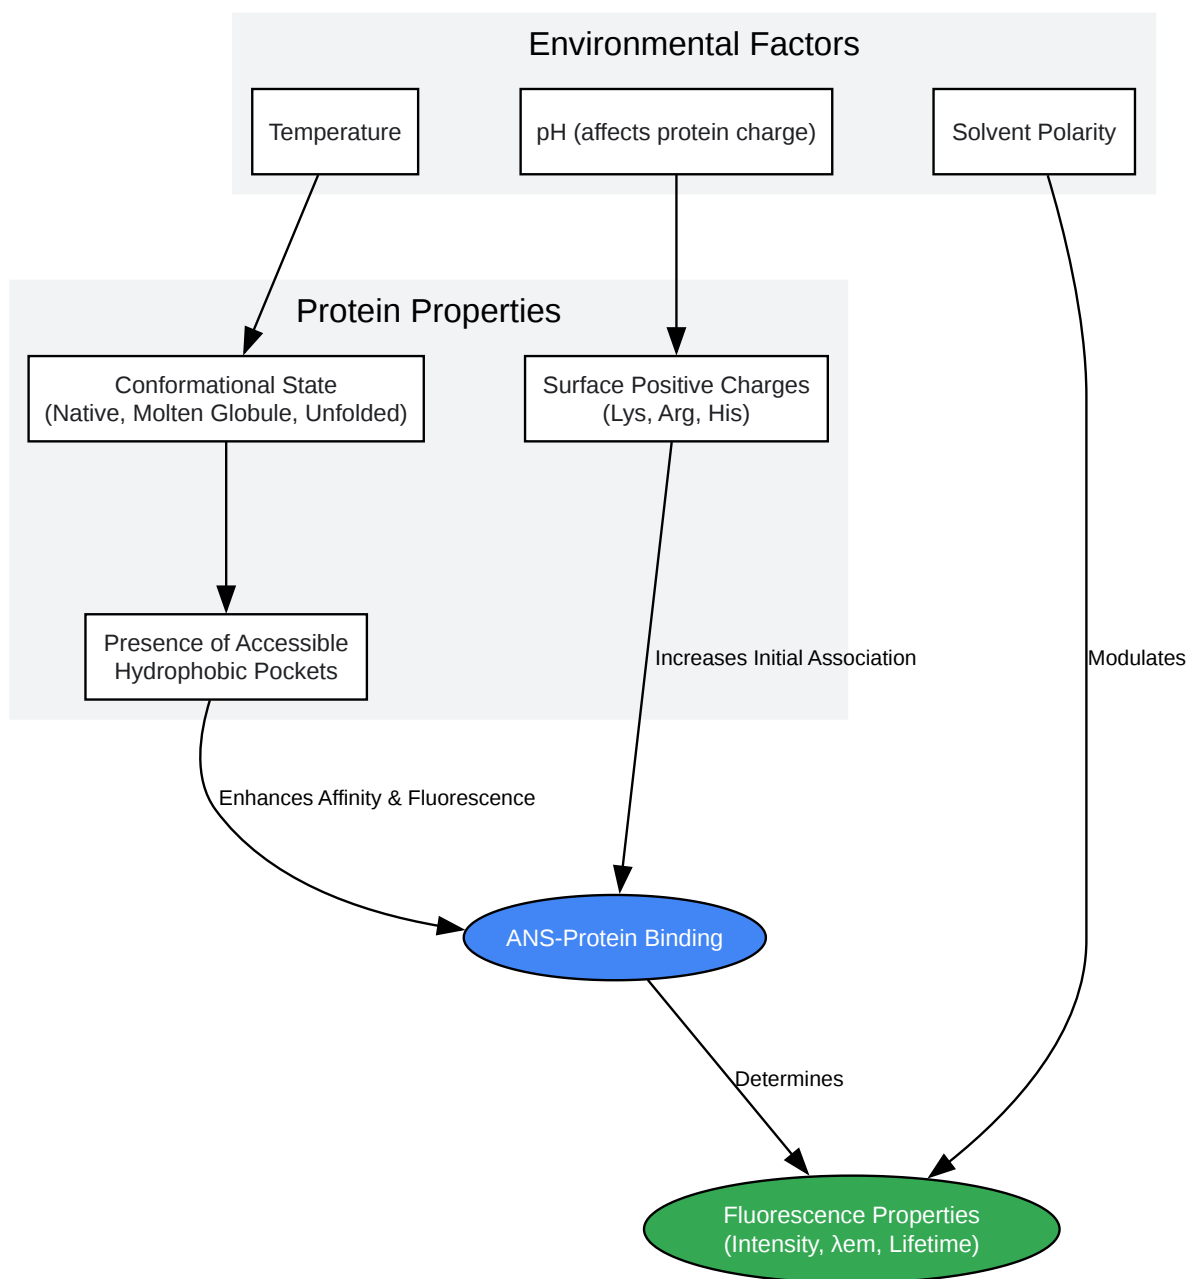 Environmental Factors
Temperature
pH (affects protein charge)
Solvent Polarity
Protein Properties
Conformational State
(Native, Molten Globule, Unfolded)
Surface Positive Charges
(Lys, Arg, His)
Presence of Accessible
Hydrophobic Pockets
Increases Initial Association
Modulates
Enhances Affinity & Fluorescence
ANS-Protein Binding
Determines
Fluorescence Properties
(Intensity, λem, Lifetime)